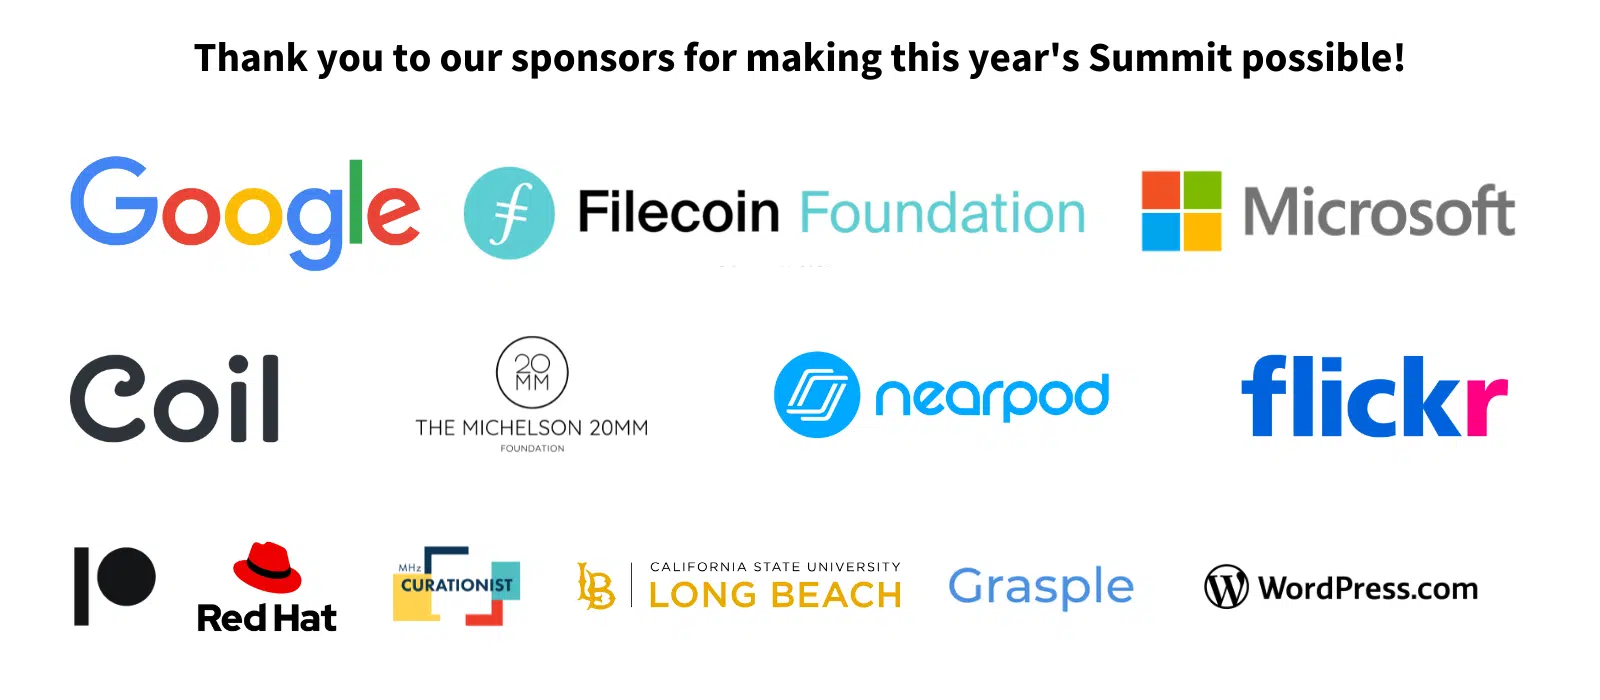 Thank you to our sponsors for making this year's Summit possible!
Google
Filecoin Foundation
Microsoft
Coil
20
MM
THE MICHELSON 20MM
FOUNDATION
nearpod
flickr
Red Hat
MHz
CURATIONIST
LB
CALIFORNIA STATE UNIVERSITY
LONG BEACH
Grasple
W
WordPress.com